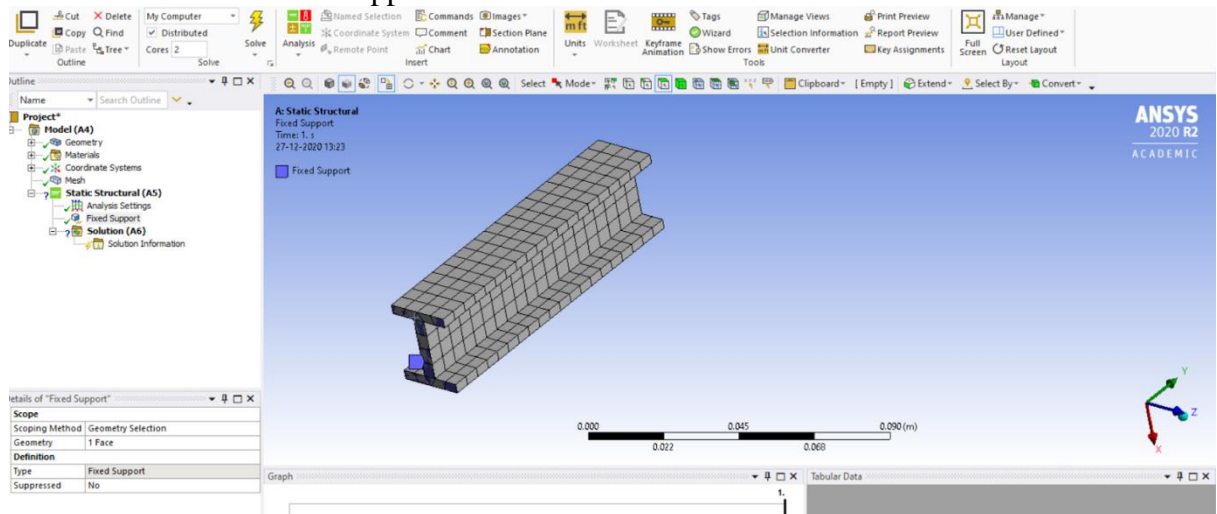 Cut Delete My Computer Named Selection Commands Images Tags Manage Views Print Preview Manage
Duplicate Copy Find Distributed Solve Analysis Coordinate System Comment Section Plane Units Worksheet Keyframe Animation Wizard Selection Information Report Preview Full Screen User Defined
Paste Tree Cores 2 Remote Point Chart Annotation Show Errors Unit Converter Key Assignments Reset Layout
Outline Solve Insert Tools Layout
Outline Select Mode Clipboard [Empty] Extend Select By Convert
Name Search Outline
Project*
Model (A4)
Geometry
Materials
Coordinate Systems
Mesh
Static Structural (A5)
Analysis Settings
Fixed Support
Solution (A6)
Solution Information
A: Static Structural
Fixed Support
Time: 1. s
27-12-2020 13:23
Fixed Support
ANSYS
2020 R2
ACADEMIC
Y
Z
X
0.000 0.045 0.090 (m)
0.022 0.068
Details of "Fixed Support"
Scope
Scoping Method Geometry Selection
Geometry 1 Face
Definition
Type Fixed Support
Suppressed No
Graph
1.
Tabular Data